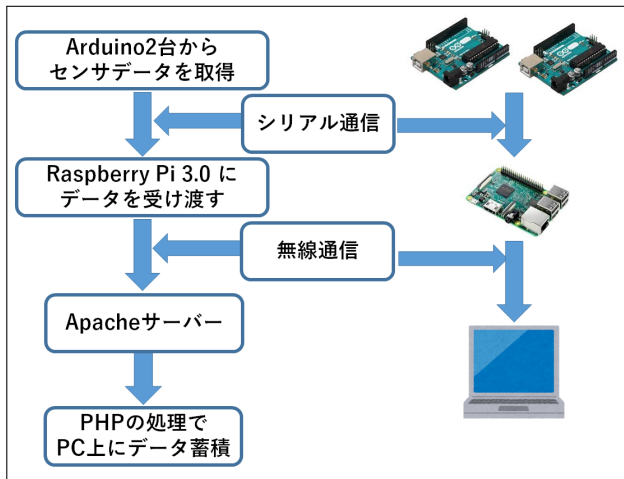 Arduino2台から
センサデータを取得
シリアル通信
Raspberry Pi 3.0 に
データを受け渡す
無線通信
Apacheサーバー
PHPの処理で
PC上にデータ蓄積